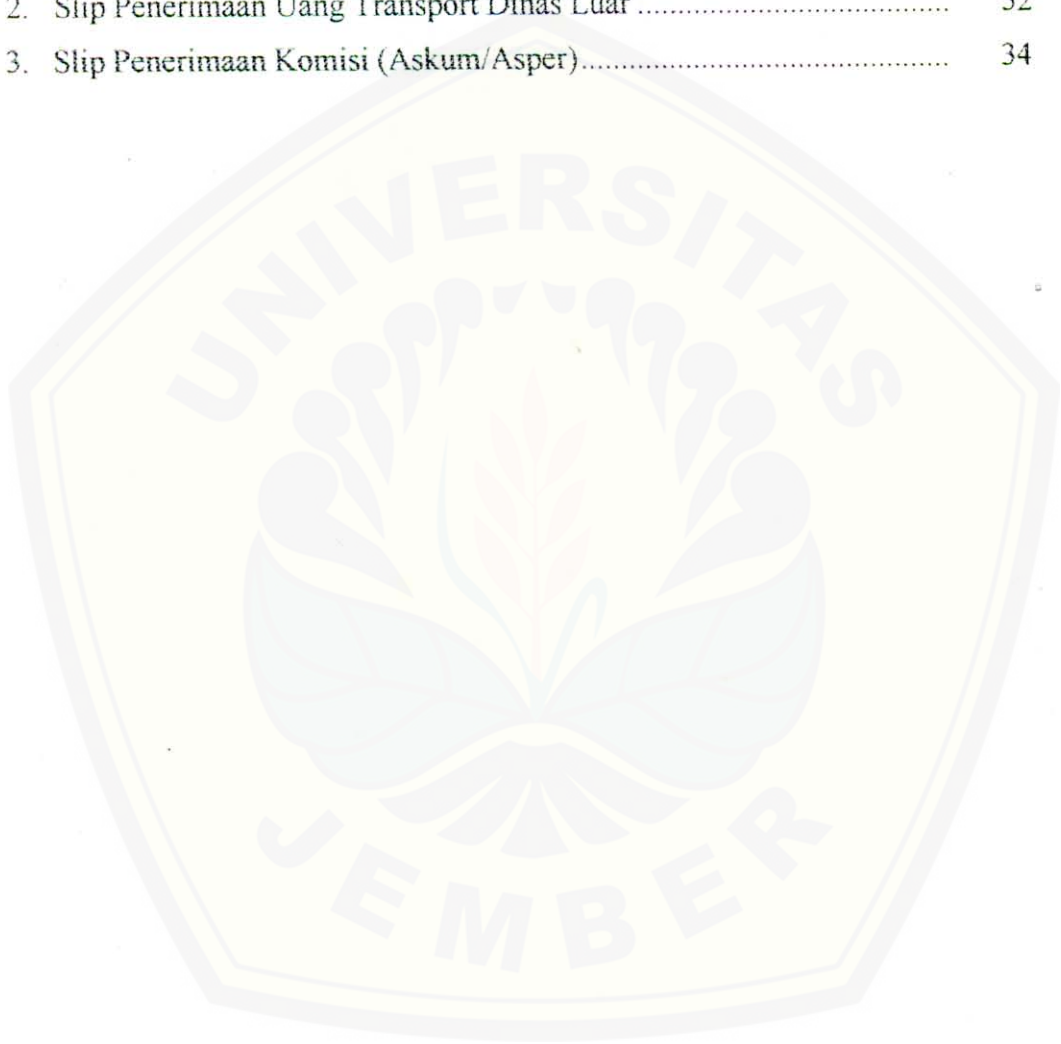 2. Slip Penerimaan Uang Transport Dinas Luar ................................... 32
3. Slip Penerimaan Komisi (Askum/Asper).......................................... 34
UNIVERSITAS
JEMBER